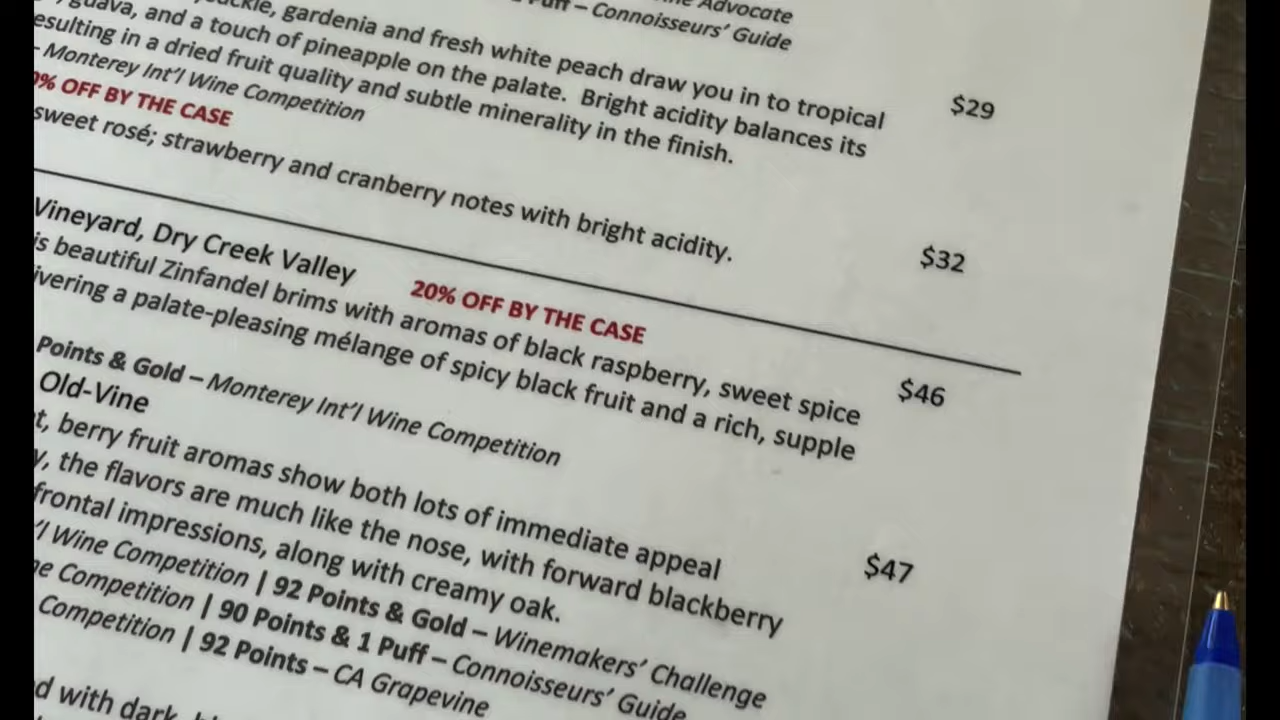 Advocate
Puff – Connoisseurs' Guide
gardenia and fresh white peach draw you in to tropical
guava, and a touch of pineapple on the palate. Bright acidity balances its
resulting in a dried fruit quality and subtle minerality in the finish.
$29
– Monterey Int'l Wine Competition
0% OFF BY THE CASE
sweet rosé; strawberry and cranberry notes with bright acidity.
$32
Vineyard, Dry Creek Valley 20% OFF BY THE CASE
is beautiful Zinfandel brims with aromas of black raspberry, sweet spice
ivering a palate-pleasing mélange of spicy black fruit and a rich, supple
$46
Points & Gold – Monterey Int'l Wine Competition
Old-Vine
t, berry fruit aromas show both lots of immediate appeal
y, the flavors are much like the nose, with forward blackberry
frontal impressions, along with creamy oak.
$47
'l Wine Competition | 92 Points & Gold – Winemakers' Challenge
ne Competition | 90 Points & 1 Puff – Connoisseurs' Guide
Competition | 92 Points – CA Grapevine
d with dark,